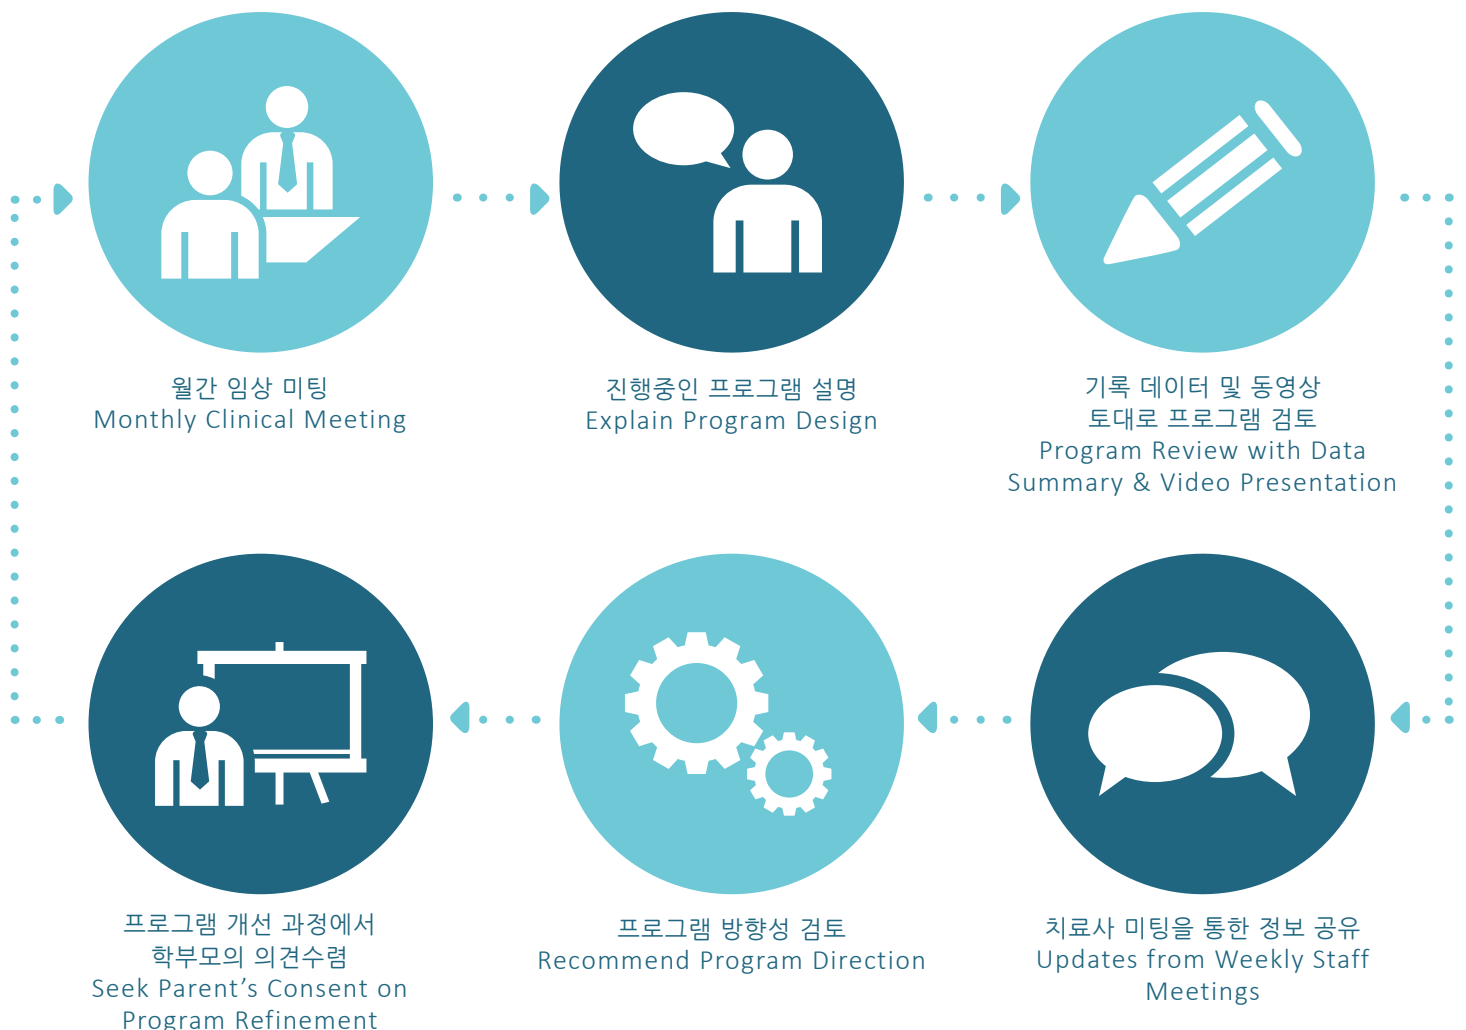 월간 임상 미팅
Monthly Clinical Meeting
진행중인 프로그램 설명
Explain Program Design
기록 데이터 및 동영상
토대로 프로그램 검토
Program Review with Data
Summary & Video Presentation
치료사 미팅을 통한 정보 공유
Updates from Weekly Staff
Meetings
프로그램 방향성 검토
Recommend Program Direction
프로그램 개선 과정에서
학부모의 의견수렴
Seek Parent’s Consent on
Program Refinement